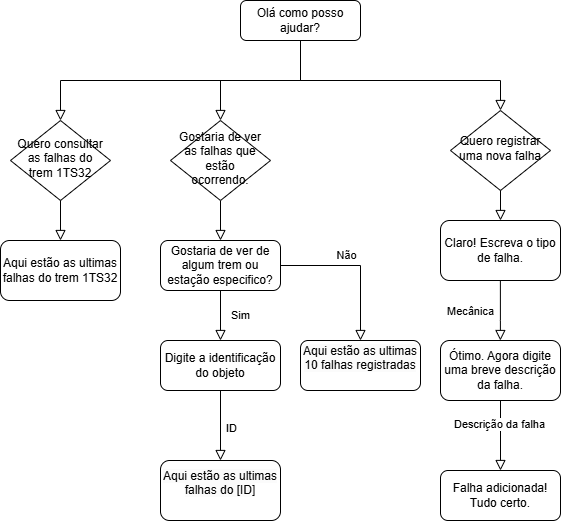 Olá como posso
ajudar?
Quero consultar
as falhas do
trem 1TS32
Gostaria de ver
as falhas que
estão
ocorrendo.
Quero registrar
uma nova falha
Aqui estão as ultimas
falhas do trem 1TS32
Gostaria de ver de
algum trem ou
estação especifico?
Não
Claro! Escreva o tipo
de falha.
Sim
Mecânica
Digite a identificação
do objeto
Aqui estão as ultimas
10 falhas registradas
Ótimo. Agora digite
uma breve descrição
da falha.
ID
Descrição da falha
Aqui estão as ultimas
falhas do [ID]
Falha adicionada!
Tudo certo.